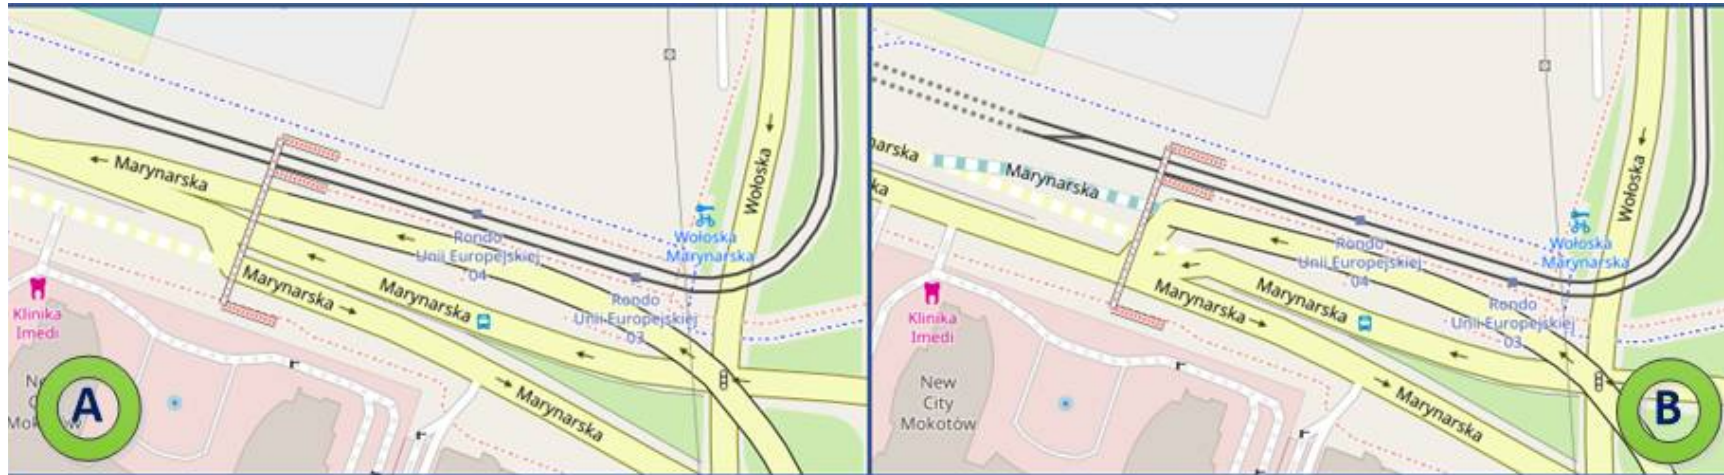 Marynarska
Wołoska
Rondo
Unii Europejskiej
04
Wołoska
Marynarska
Marynarska
Marynarska
Rondo
Unii Europejskiej
03
Klinika
Imedi
Marynarska
A
narska
ka
Marynarska
Wołoska
Rondo
Unii Europejskiej
04
Wołoska
Marynarska
Marynarska
Marynarska
Rondo
Unii Europejskiej
03
Klinika
Imedi
New
City
Mokotów
Marynarska
B